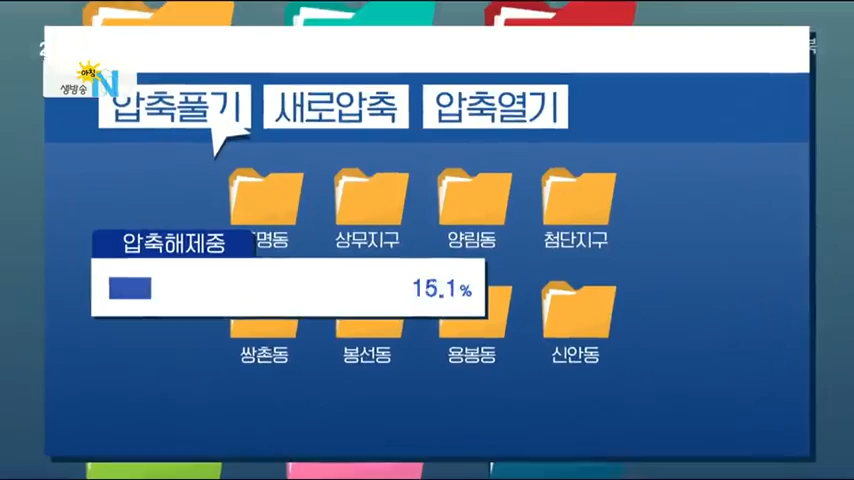 아침
생방송 N
압축풀기 새로압축 압축열기
상무지구 양림동 첨단지구
압축해제중
15.1%
쌍촌동 봉선동 용봉동 신안동